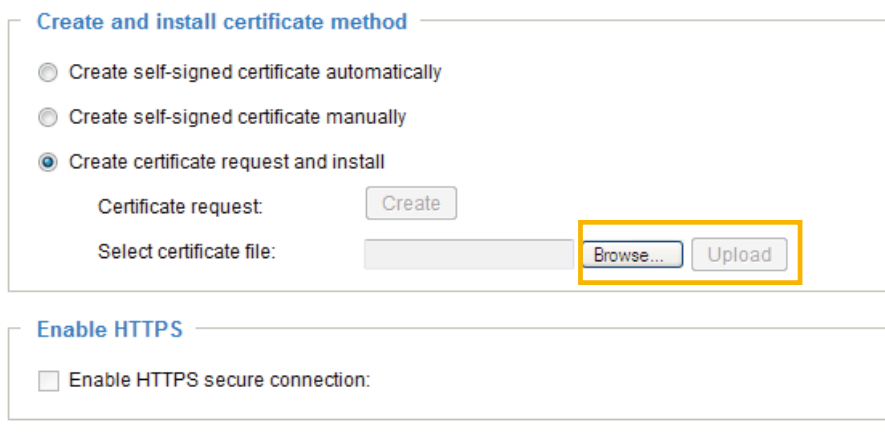 Create and install certificate method
Create self-signed certificate automatically
Create self-signed certificate manually
Create certificate request and install
Certificate request: Create
Select certificate file: Browse... Upload
Enable HTTPS
Enable HTTPS secure connection: